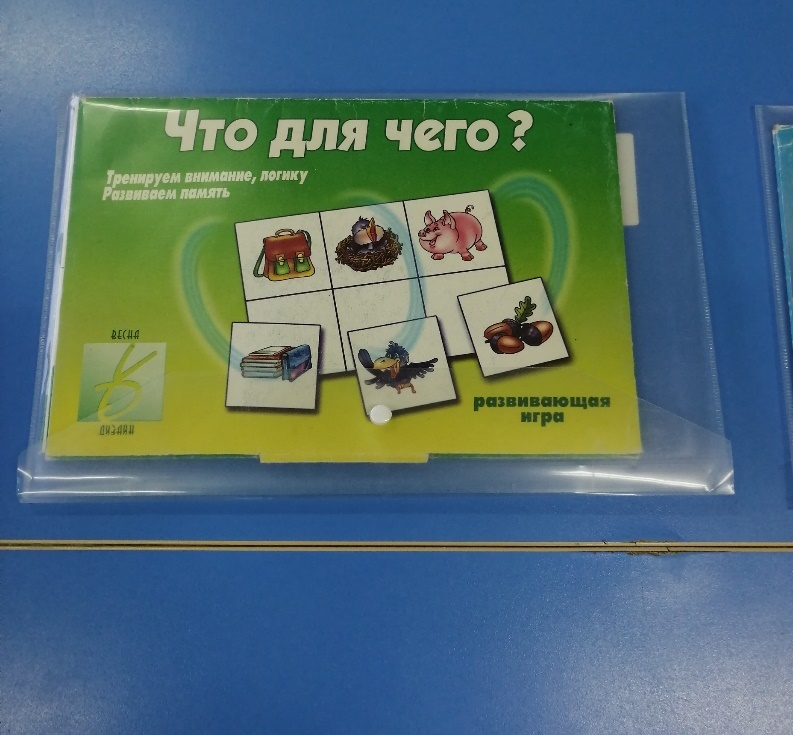 Что для чего?
Тренируем внимание, логику
Развиваем память
ВЕСНА
ДИЗАЙН
развивающая
игра